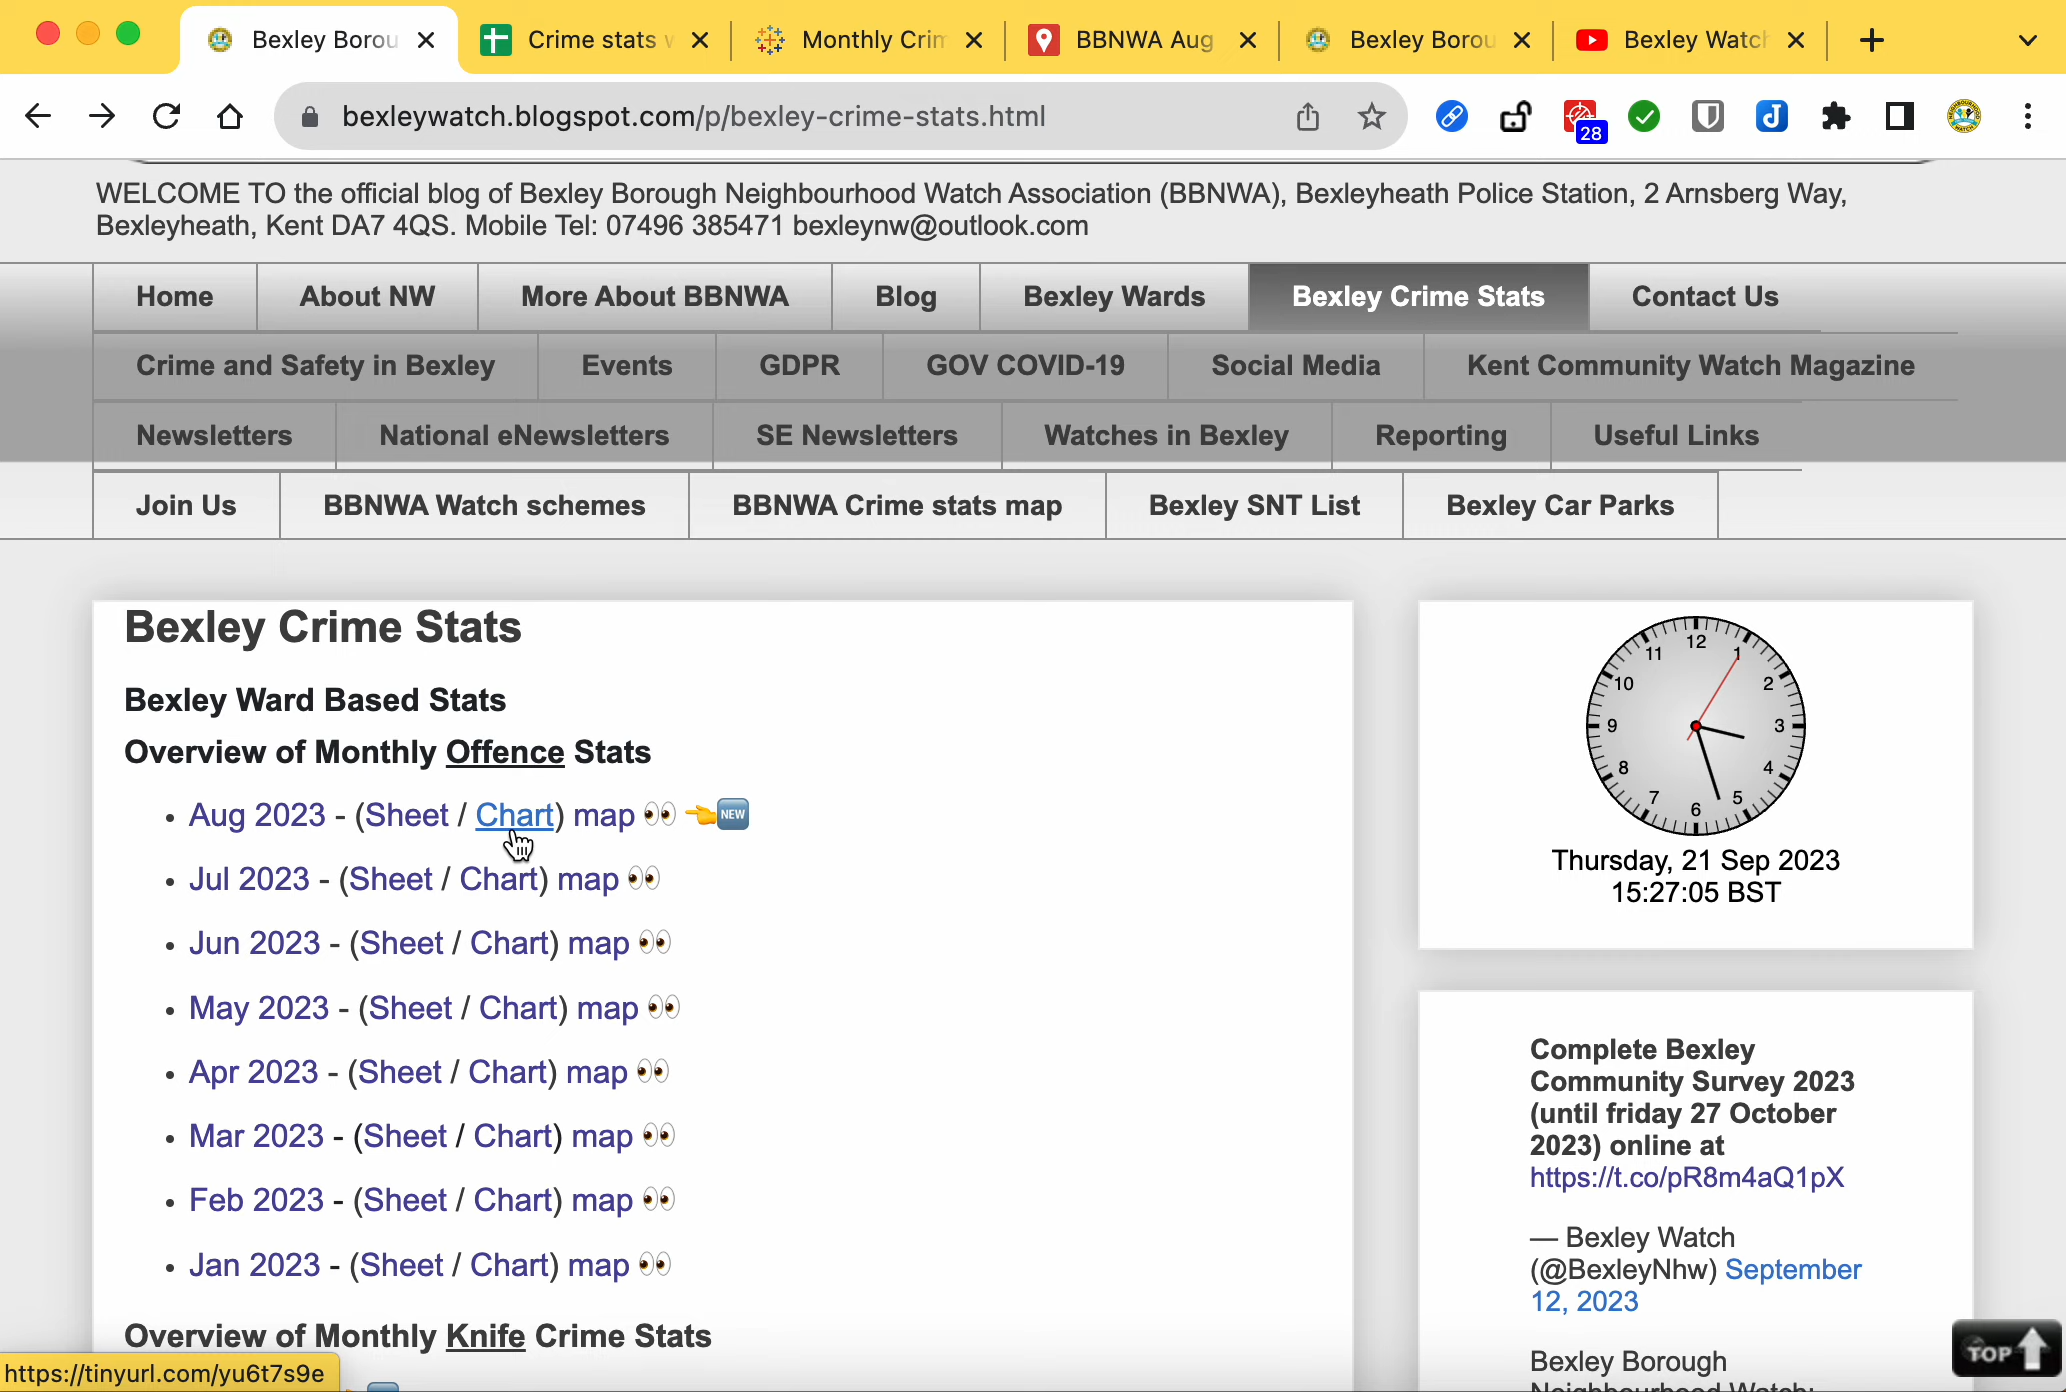 Bexley Borou
Crime stats v
Monthly Crim
BBNWA Aug
Bexley Borou
Bexley Watch
bexleywatch.blogspot.com/p/bexley-crime-stats.html
28
WELCOME TO the official blog of Bexley Borough Neighbourhood Watch Association (BBNWA), Bexleyheath Police Station, 2 Arnsberg Way,
Bexleyheath, Kent DA7 4QS. Mobile Tel: 07496 385471 bexleynw@outlook.com
Home About NW More About BBNWA Blog Bexley Wards Bexley Crime Stats Contact Us
Crime and Safety in Bexley Events GDPR GOV COVID-19 Social Media Kent Community Watch Magazine
Newsletters National eNewsletters SE Newsletters Watches in Bexley Reporting Useful Links
Join Us BBNWA Watch schemes BBNWA Crime stats map Bexley SNT List Bexley Car Parks
Bexley Crime Stats
Bexley Ward Based Stats
Overview of Monthly Offence Stats
• Aug 2023 - (Sheet / Chart) map 👀 👈🆕
• Jul 2023 - (Sheet / Chart) map 👀
• Jun 2023 - (Sheet / Chart) map 👀
• May 2023 - (Sheet / Chart) map 👀
• Apr 2023 - (Sheet / Chart) map 👀
• Mar 2023 - (Sheet / Chart) map 👀
• Feb 2023 - (Sheet / Chart) map 👀
• Jan 2023 - (Sheet / Chart) map 👀
Overview of Monthly Knife Crime Stats
https://tinyurl.com/yu6t7s9e
12 1 2 3 4 5 6 7 8 9 10 11
Thursday, 21 Sep 2023
15:27:05 BST
Complete Bexley
Community Survey 2023
(until friday 27 October
2023) online at
https://t.co/pR8m4aQ1pX
— Bexley Watch
(@BexleyNhw) September
12, 2023
Bexley Borough
Neighbourhood Watch:
TOP